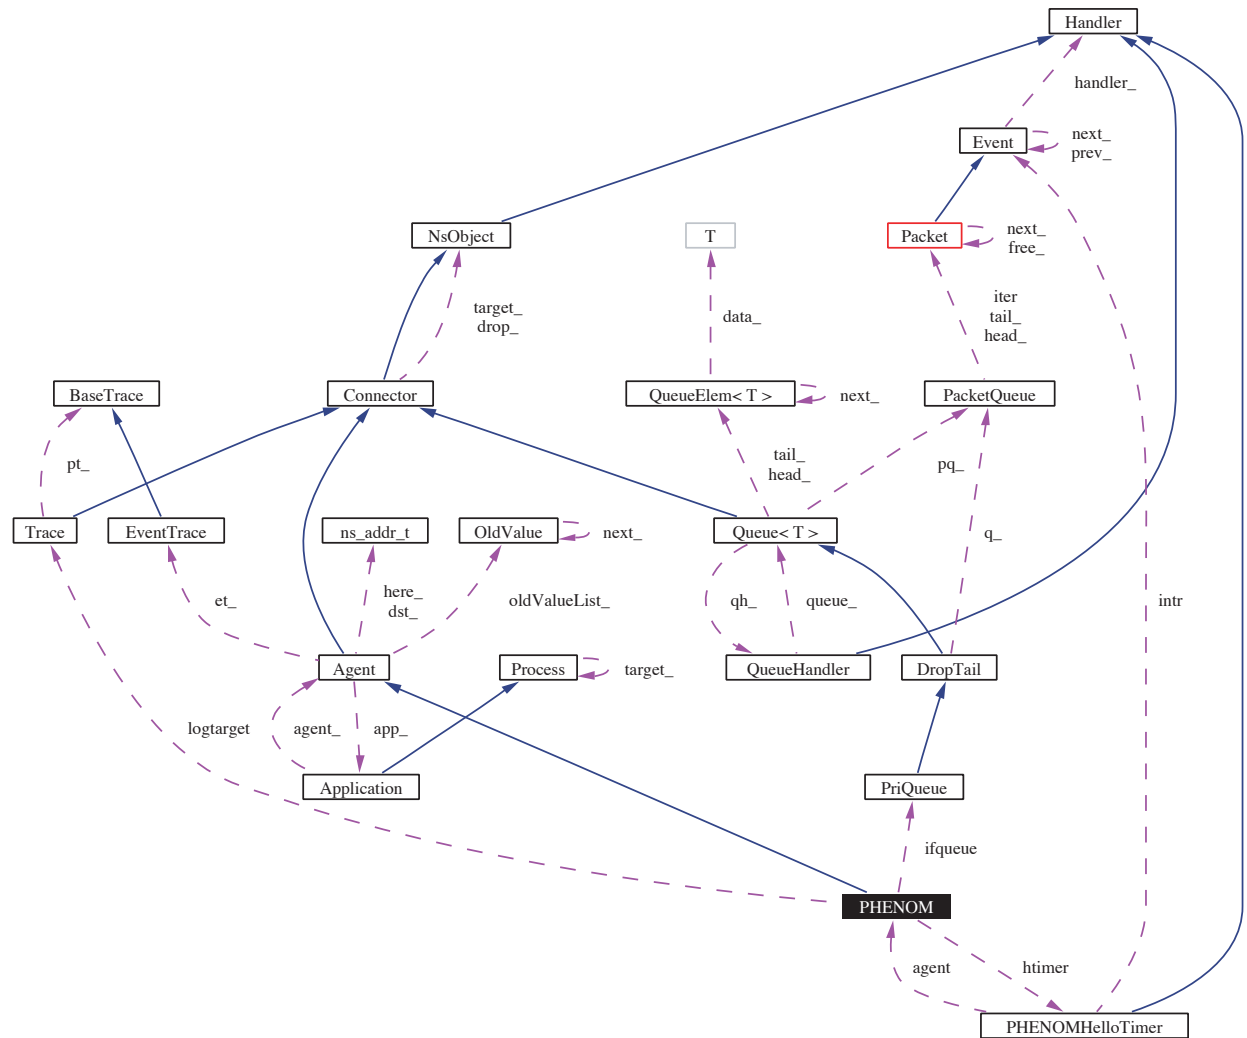 Handler
handler_
Event
next_
prev_
NsObject
T
Packet
next_
free_
target_
drop_
data_
iter
tail_
head_
BaseTrace
Connector
QueueElem< T >
next_
PacketQueue
pt_
tail_
head_
pq_
Trace
EventTrace
ns_addr_t
OldValue
next_
Queue< T >
q_
et_
here_
dst_
oldValueList_
qh_
queue_
intr
Agent
Process
target_
QueueHandler
DropTail
logtarget
agent_
app_
Application
PriQueue
ifqueue
PHENOM
agent
htimer
PHENOMHelloTimer